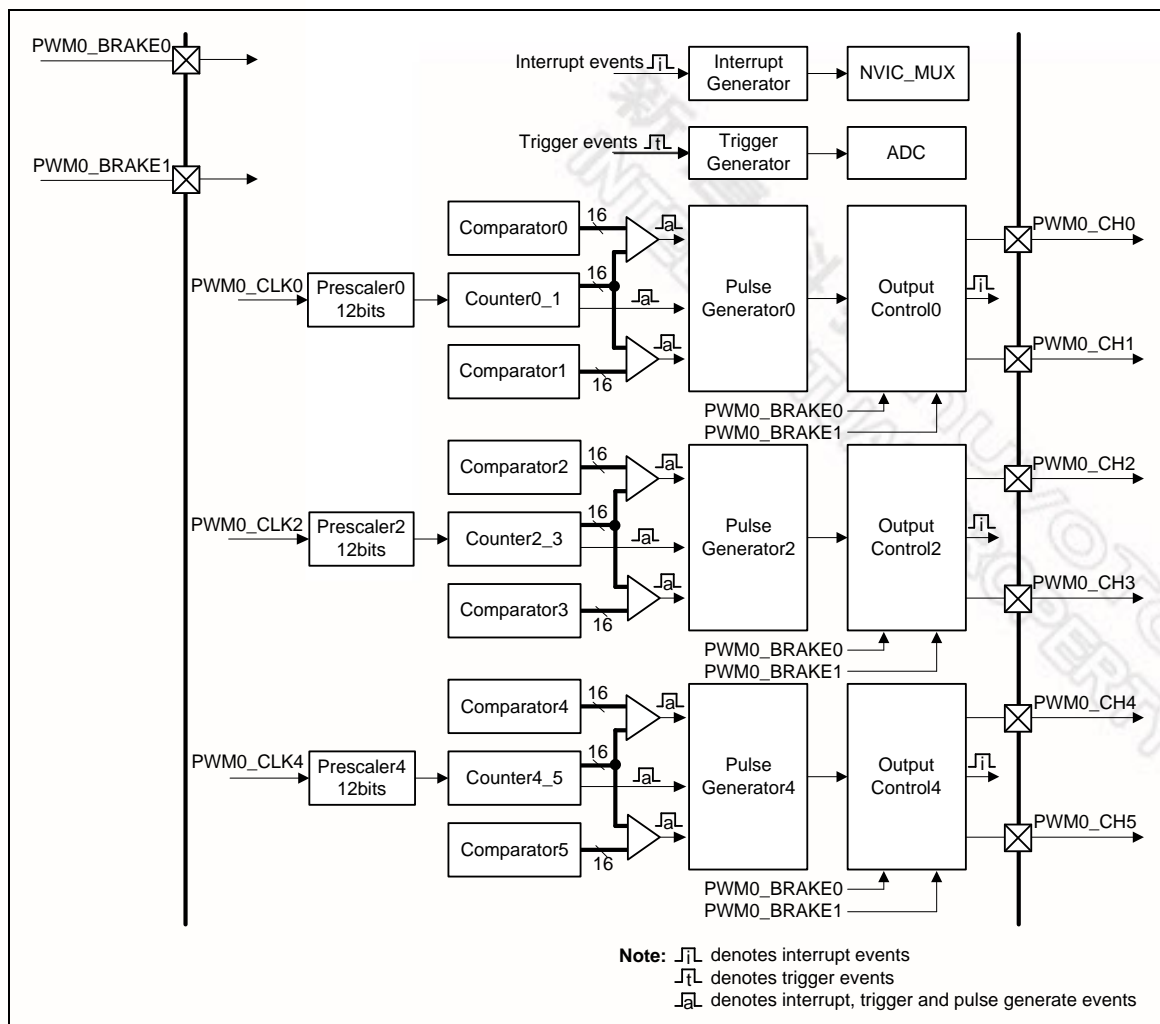 PWM0_BRAKE0
PWM0_BRAKE1
Interrupt events
i
Interrupt
Generator
NVIC_MUX
Trigger events
t
Trigger
Generator
ADC
Comparator0
16
a
PWM0_CLK0
Prescaler0
12bits
Counter0_1
16
a
Comparator1
16
a
Pulse
Generator0
Output
Control0
PWM0_CH0
i
PWM0_CH1
PWM0_BRAKE0
PWM0_BRAKE1
Comparator2
16
a
PWM0_CLK2
Prescaler2
12bits
Counter2_3
16
a
Comparator3
16
a
Pulse
Generator2
Output
Control2
PWM0_CH2
i
PWM0_CH3
PWM0_BRAKE0
PWM0_BRAKE1
Comparator4
16
a
PWM0_CLK4
Prescaler4
12bits
Counter4_5
16
a
Comparator5
16
a
Pulse
Generator4
Output
Control4
PWM0_CH4
i
PWM0_CH5
PWM0_BRAKE0
PWM0_BRAKE1
Note: i denotes interrupt events
t denotes trigger events
a denotes interrupt, trigger and pulse generate events